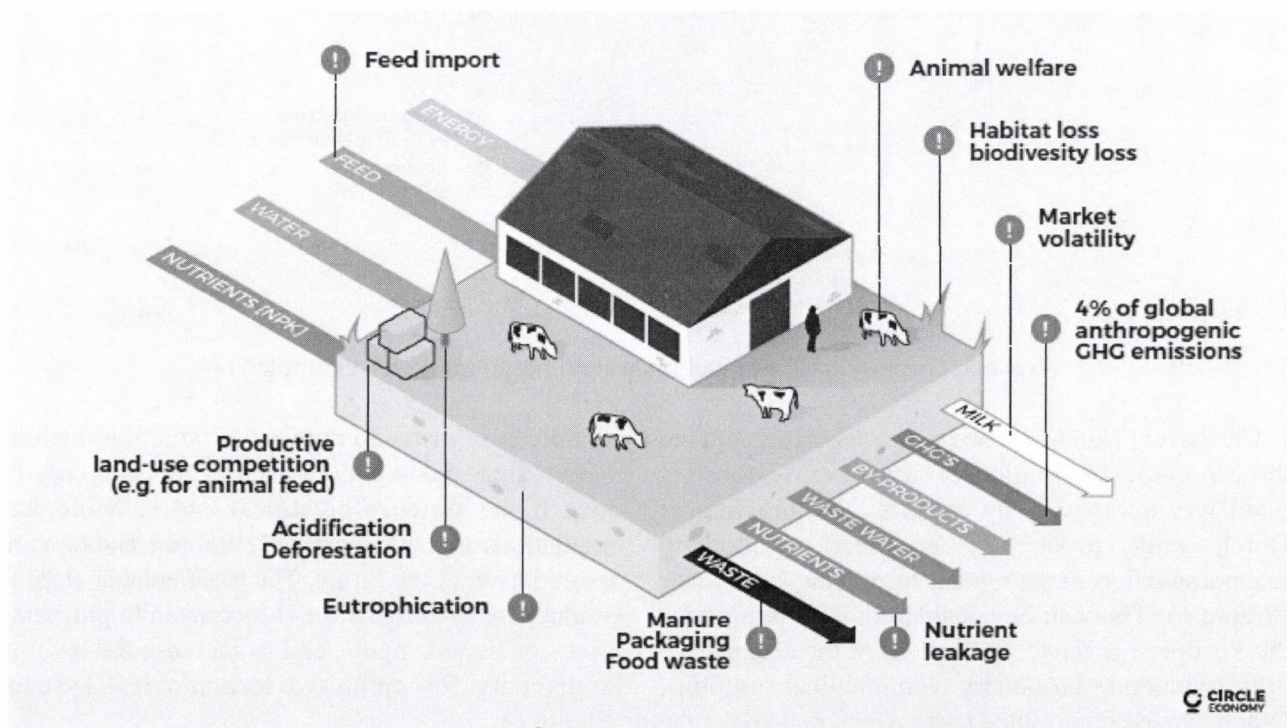 Feed import
Animal welfare
Habitat loss
biodivesity loss
Market
volatility
4% of global
anthropogenic
GHG emissions
ENERGY
FEED
WATER
NUTRIENTS [NPK]
Productive
land-use competition
(e.g. for animal feed)
Acidification
Deforestation
Eutrophication
MILK
GHG'S
BY-PRODUCTS
WASTE WATER
NUTRIENTS
WASTE
Manure
Packaging
Food waste
Nutrient
leakage
CIRCLE
ECONOMY